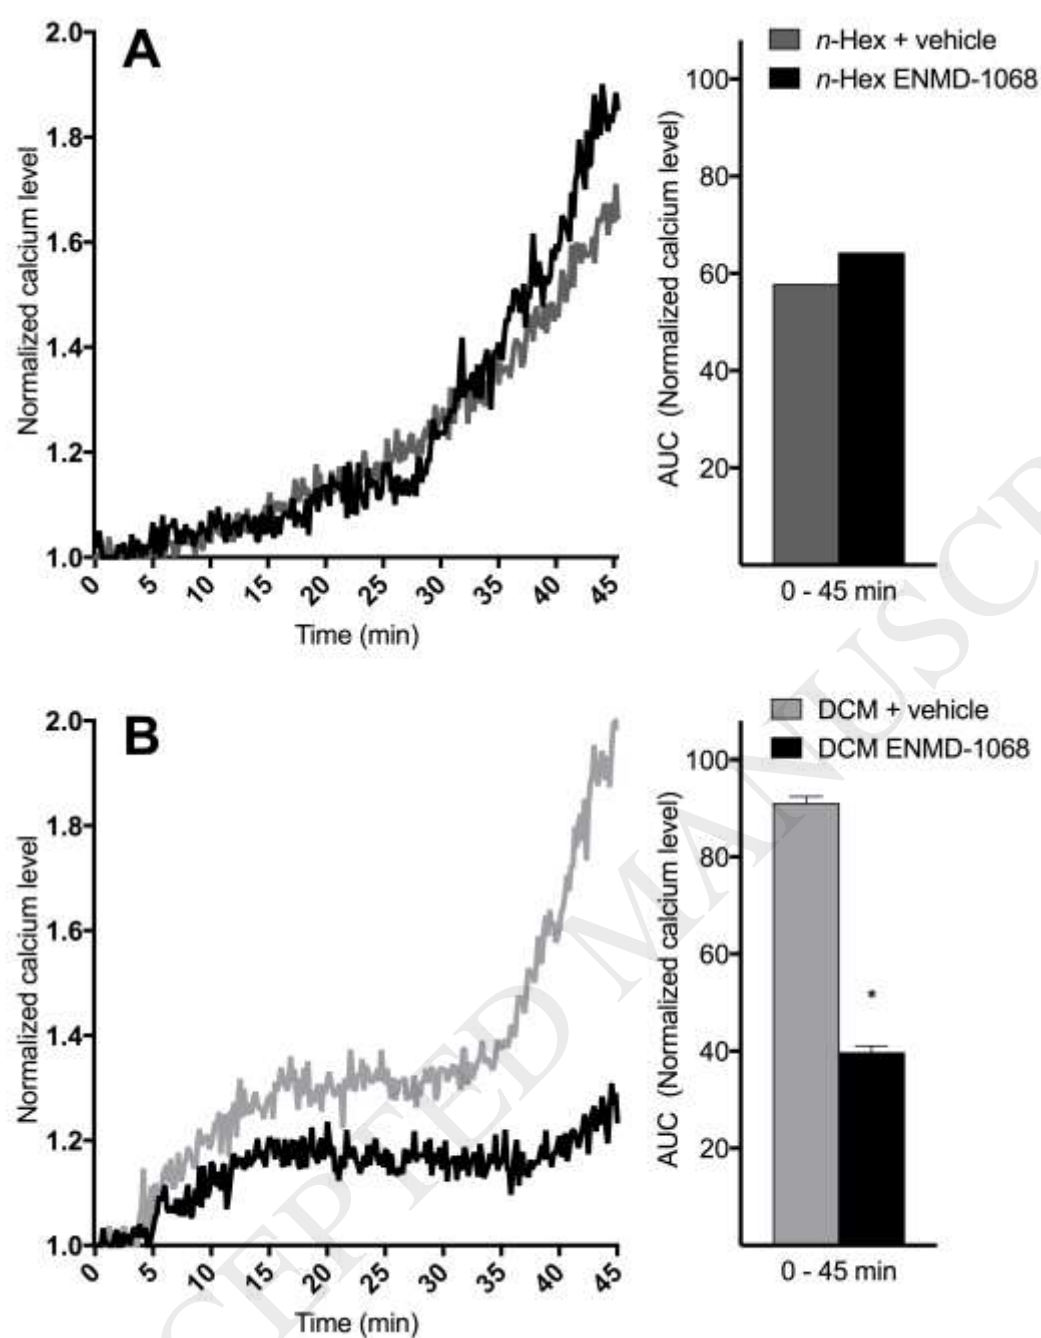 A
2.0
1.8
1.6
1.4
1.2
1.0
Normalized calcium level
0 5 10 15 20 25 30 35 40 45
Time (min)
n-Hex + vehicle
n-Hex ENMD-1068
100
80
60
40
20
AUC (Normalized calcium level)
0 - 45 min
B
2.0
1.8
1.6
1.4
1.2
1.0
Normalized calcium level
0 5 10 15 20 25 30 35 40 45
Time (min)
DCM + vehicle
DCM ENMD-1068
100
80
60
40
20
*
AUC (Normalized calcium level)
0 - 45 min